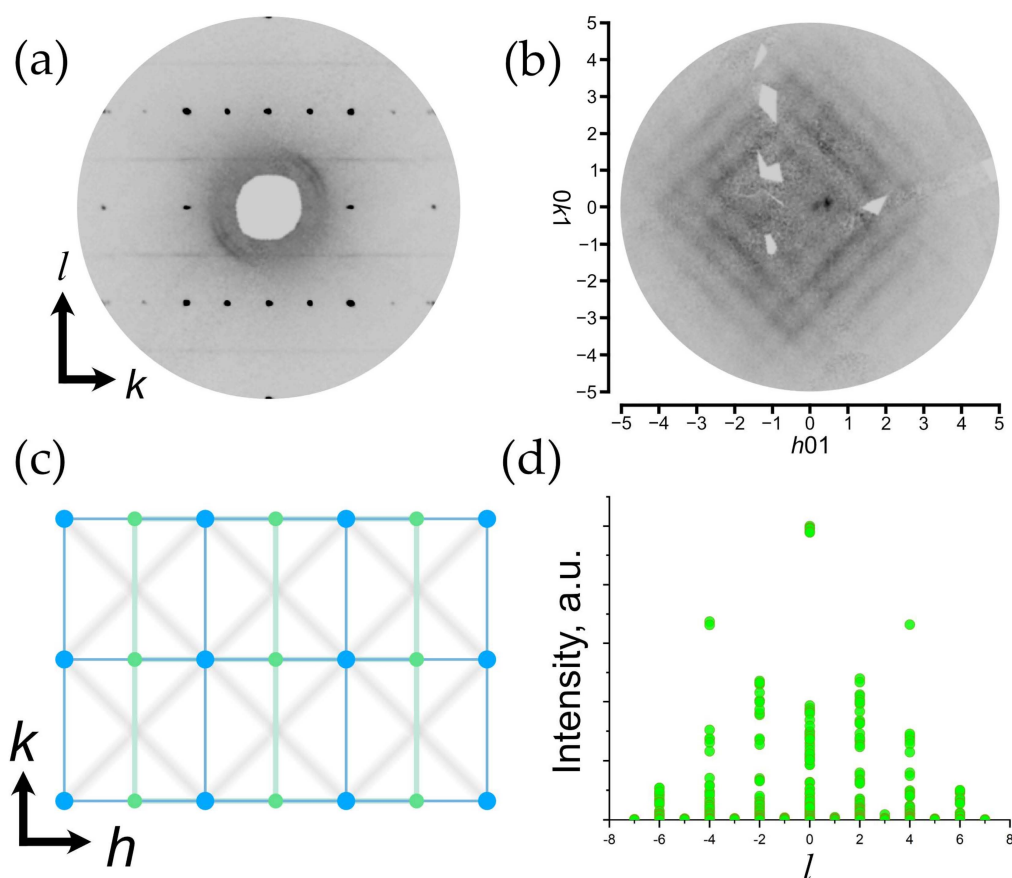 (a)
l
k
(b)
5
4
3
2
1
0
−1
−2
−3
−4
−5
0k1
−5 −4 −3 −2 −1 0 1 2 3 4 5
h01
(c)
k
h
(d)
Intensity, a.u.
-8 -6 -4 -2 0 2 4 6 8
l